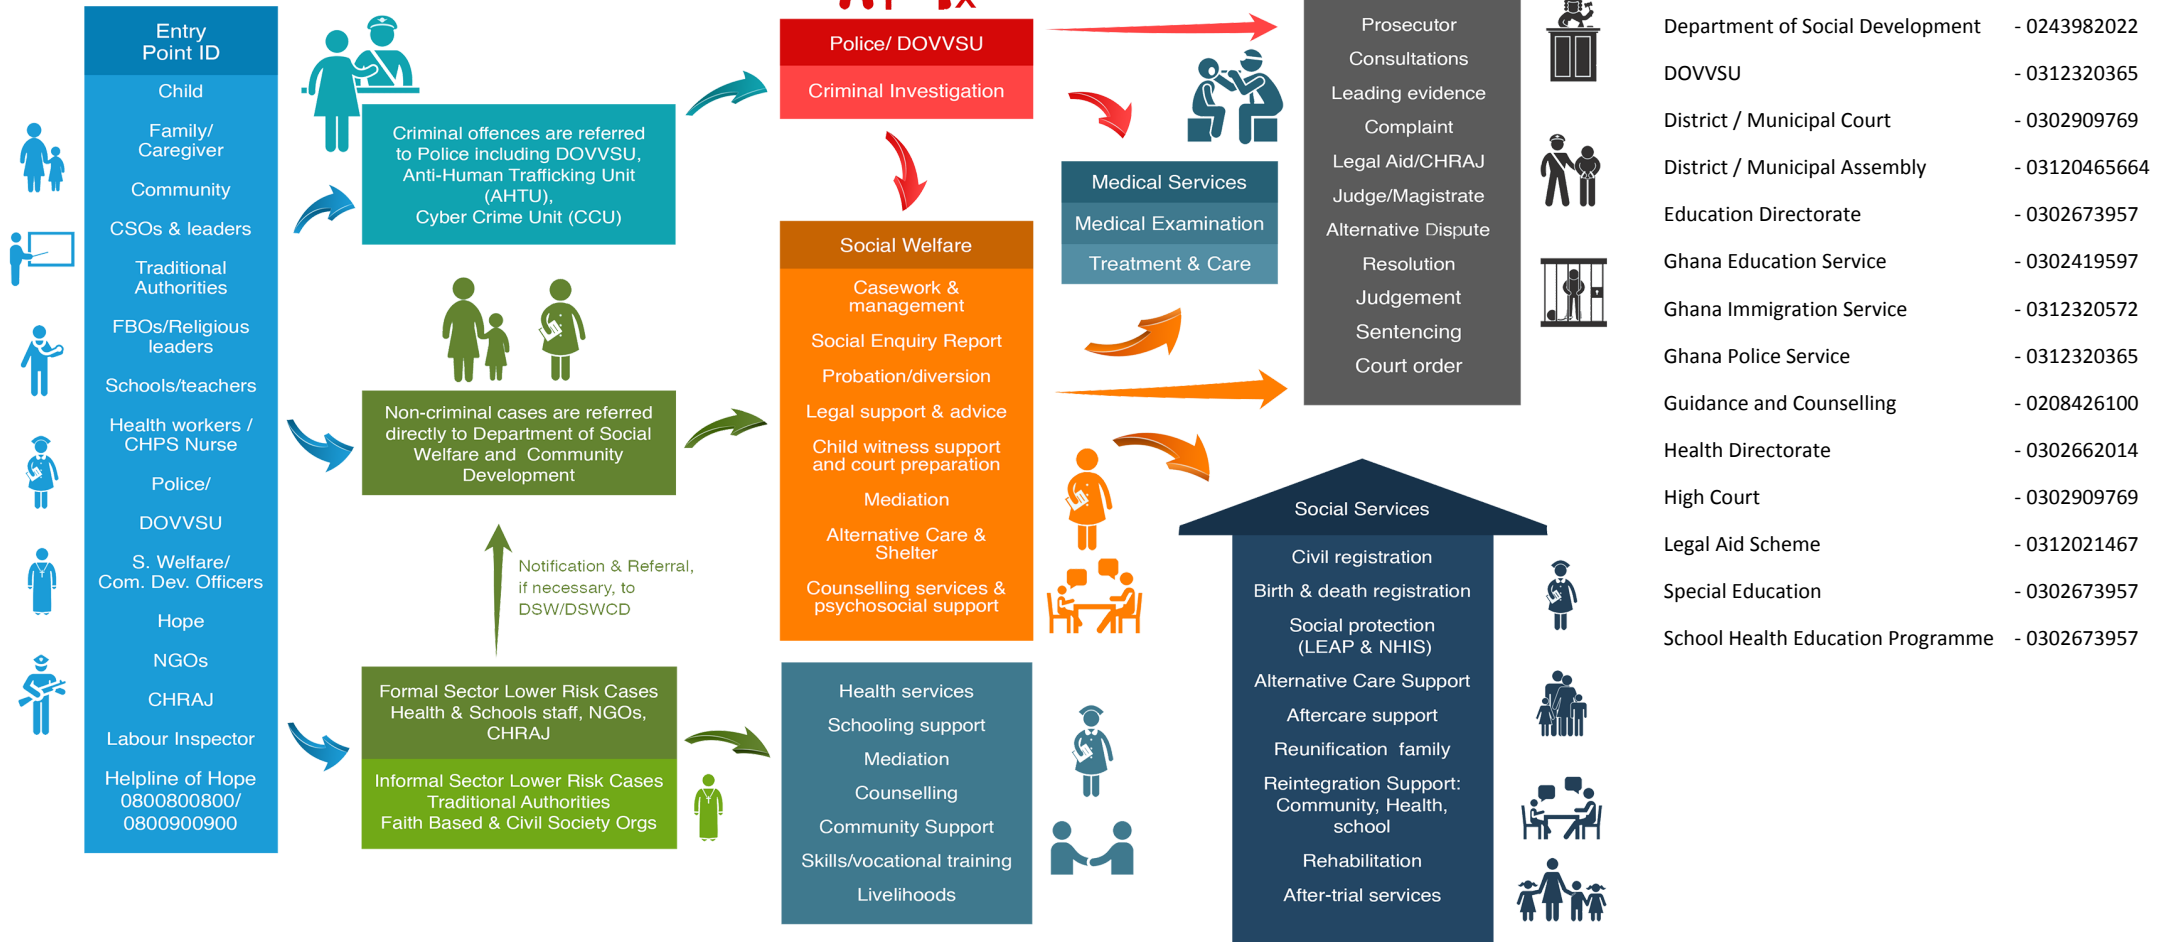 Entry
Point ID
Child
Family/
Caregiver
Community
CSOs & leaders
Traditional
Authorities
FBOs/Religious
leaders
Schools/teachers
Health workers /
CHPS Nurse
Police/
DOVVSU
S. Welfare/
Com. Dev. Officers
Hope
NGOs
CHRAJ
Labour Inspector
Helpline of Hope
0800800800/
0800900900
Criminal offences are referred
to Police including DOVVSU,
Anti-Human Trafficking Unit
(AHTU),
Cyber Crime Unit (CCU)
Non-criminal cases are referred
directly to Department of Social
Welfare and Community
Development
Notification & Referral,
if necessary, to
DSW/DSWCD
Formal Sector Lower Risk Cases
Health & Schools staff, NGOs,
CHRAJ
Informal Sector Lower Risk Cases
Traditional Authorities
Faith Based & Civil Society Orgs
Police/ DOVVSU
Criminal Investigation
Social Welfare
Casework &
management
Social Enquiry Report
Probation/diversion
Legal support & advice
Child witness support
and court preparation
Mediation
Alternative Care &
Shelter
Counselling services &
psychosocial support
Health services
Schooling support
Mediation
Counselling
Community Support
Skills/vocational training
Livelihoods
Medical Services
Medical Examination
Treatment & Care
Prosecutor
Consultations
Leading evidence
Complaint
Legal Aid/CHRAJ
Judge/Magistrate
Alternative Dispute
Resolution
Judgement
Sentencing
Court order
Social Services
Civil registration
Birth & death registration
Social protection
(LEAP & NHIS)
Alternative Care Support
Aftercare support
Reunification family
Reintegration Support:
Community, Health,
school
Rehabilitation
After-trial services
Department of Social Development - 0243982022
DOVVSU - 0312320365
District / Municipal Court - 0302909769
District / Municipal Assembly - 03120465664
Education Directorate - 0302673957
Ghana Education Service - 0302419597
Ghana Immigration Service - 0312320572
Ghana Police Service - 0312320365
Guidance and Counselling - 0208426100
Health Directorate - 0302662014
High Court - 0302909769
Legal Aid Scheme - 0312021467
Special Education - 0302673957
School Health Education Programme - 0302673957